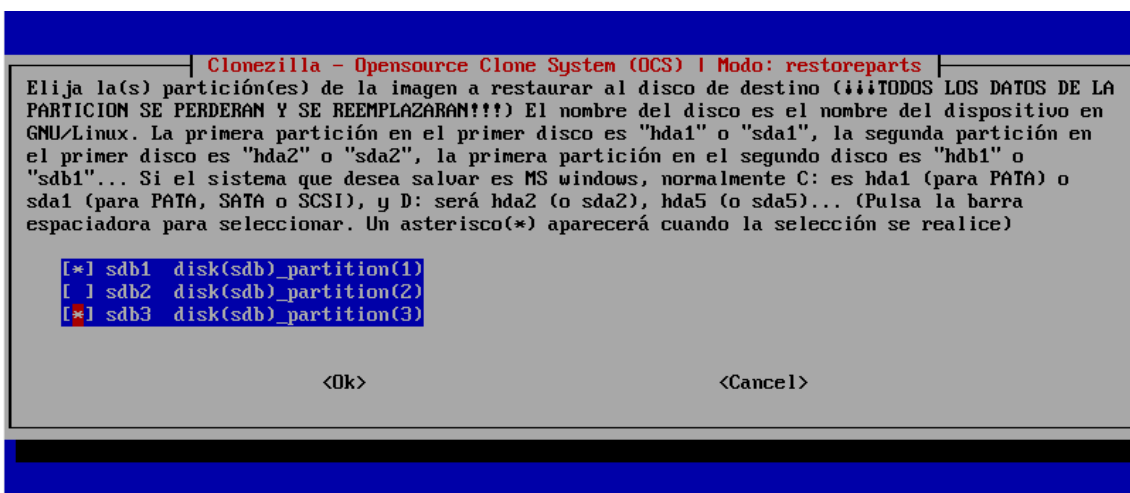 Clonezilla - Opensource Clone System (OCS) | Modo: restoreparts
Elija la(s) partición(es) de la imagen a restaurar al disco de destino (¡¡¡TODOS LOS DATOS DE LA
PARTICION SE PERDERAN Y SE REEMPLAZARAN!!!) El nombre del disco es el nombre del dispositivo en
GNU/Linux. La primera partición en el primer disco es "hda1" o "sda1", la segunda partición en
el primer disco es "hda2" o "sda2", la primera partición en el segundo disco es "hdb1" o
"sdb1"... Si el sistema que desea salvar es MS windows, normalmente C: es hda1 (para PATA) o
sda1 (para PATA, SATA o SCSI), y D: será hda2 (o sda2), hda5 (o sda5)... (Pulsa la barra
espaciadora para seleccionar. Un asterisco(*) aparecerá cuando la selección se realice)
[*] sdb1 disk(sdb)_partition(1)
[ ] sdb2 disk(sdb)_partition(2)
[*] sdb3 disk(sdb)_partition(3)
<Ok> <Cancel>